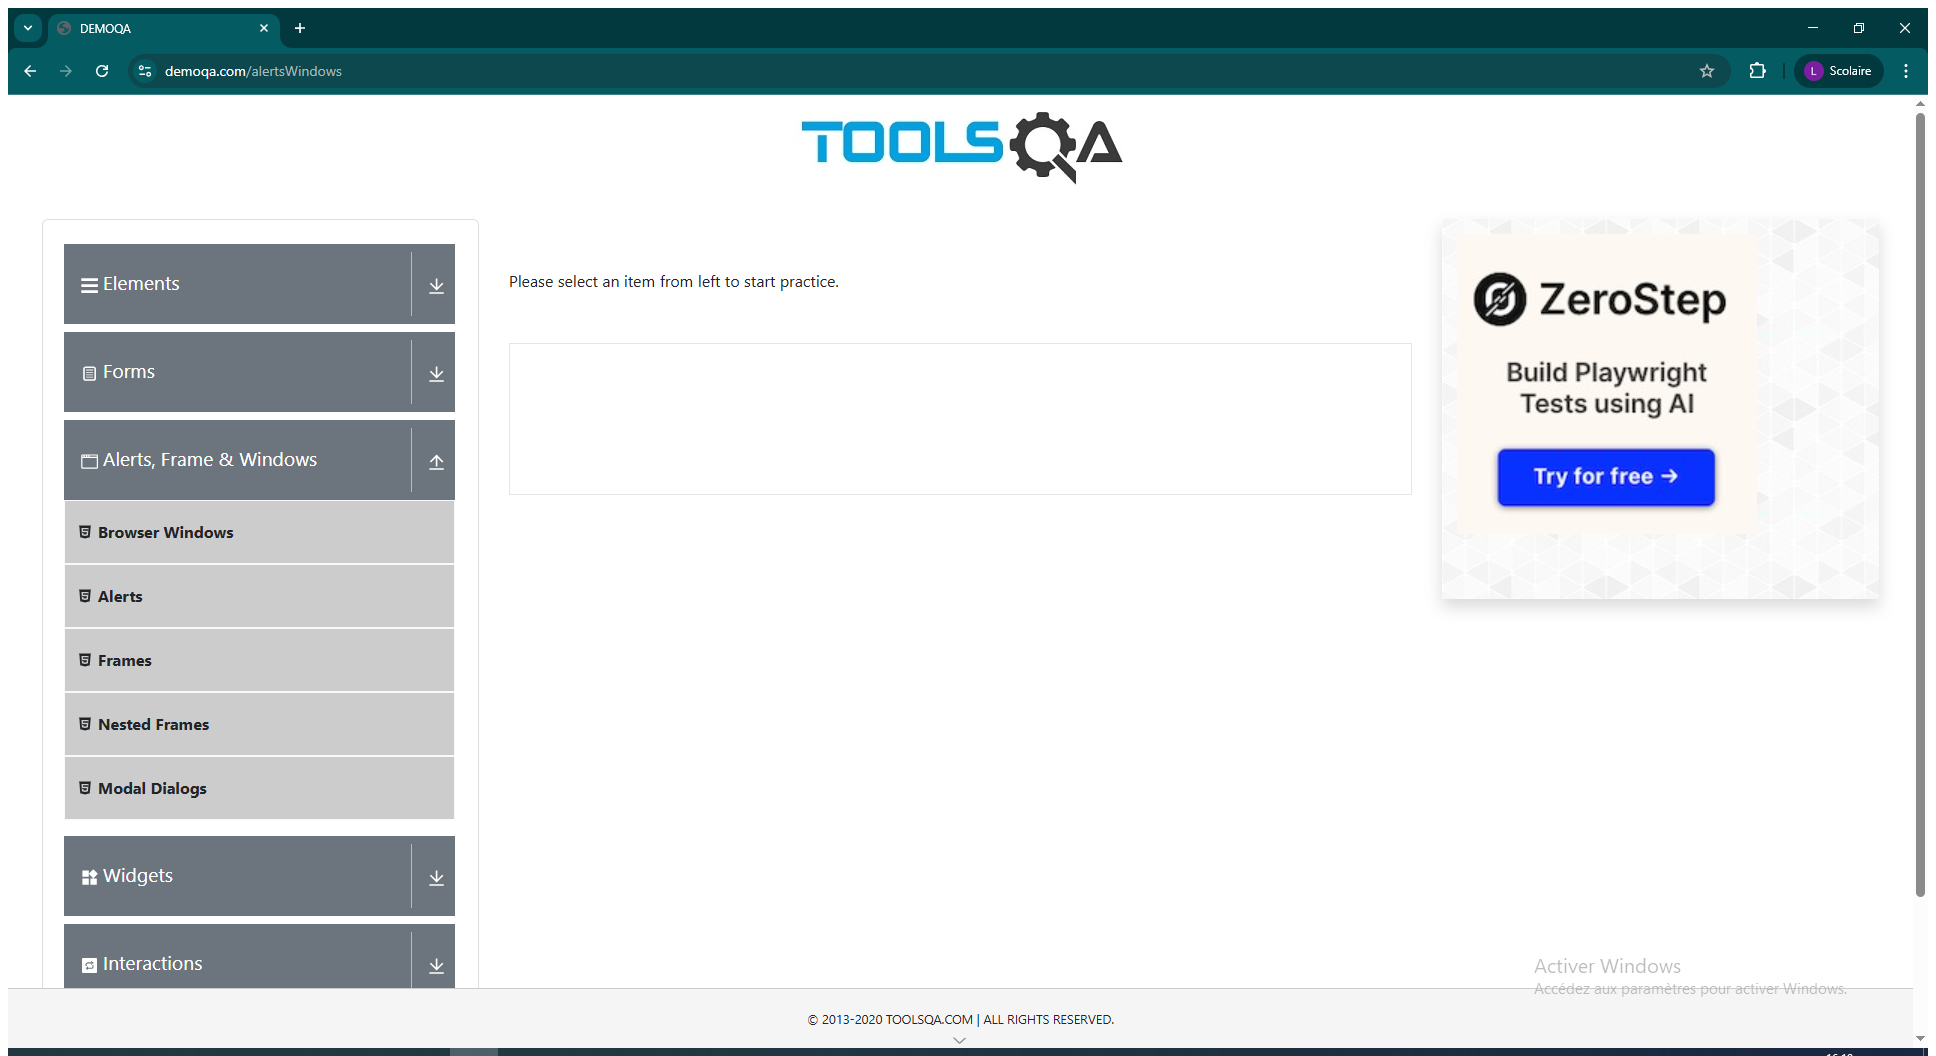 DEMOQA
demoqa.com/alertsWindows
L Scolaire
TOOLSQA
Elements
Forms
Alerts, Frame & Windows
Browser Windows
Alerts
Frames
Nested Frames
Modal Dialogs
Widgets
Interactions
Please select an item from left to start practice.
ZeroStep
Build Playwright
Tests using AI
Try for free →
Activer Windows
Accédez aux paramètres pour activer Windows.
© 2013-2020 TOOLSQA.COM | ALL RIGHTS RESERVED.